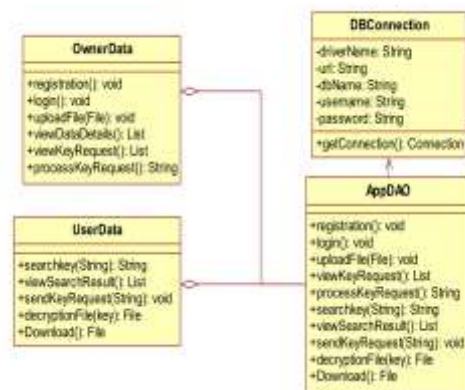 OwnerData
+registration(): void
+login(): void
+uploadFile(File): void
+viewDataDetails(): List
+viewKeyRequest(): List
+processKeyRequest(): String
UserData
+searchkey(String): String
+viewSearchResult(): List
+sendKeyRequest(String): void
+decryptionFile(key): File
+Download(): File
DBConnection
-driverName: String
-url: String
-dbName: String
-username: String
-password: String
+getConnection(): Connection
AppDAO
+registration(): void
+login(): void
+uploadFile(File): void
+viewKeyRequest(): List
+processKeyRequest(): String
+searchkey(String): String
+viewSearchResult(): List
+sendKeyRequest(String): void
+decryptionFile(key): File
+Download(): File